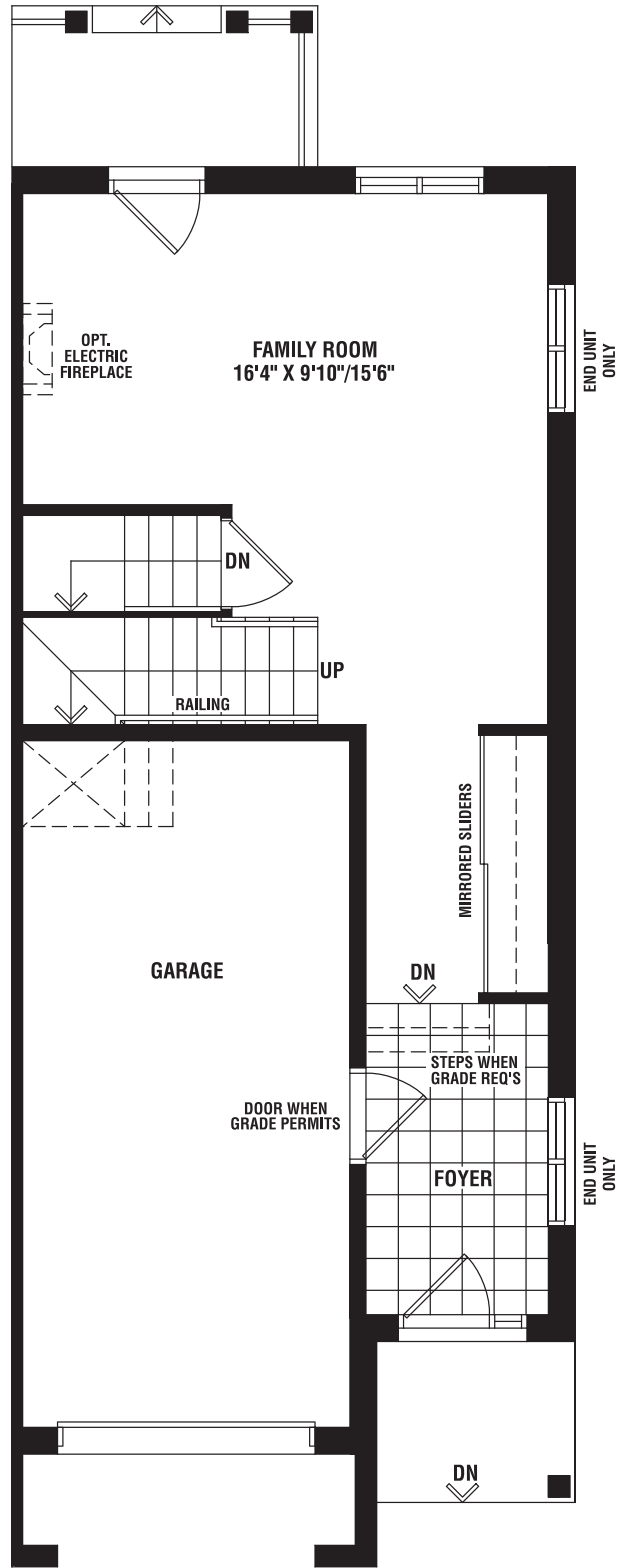 OPT.
ELECTRIC
FIREPLACE
FAMILY ROOM
16'4" X 9'10"/15'6"
END UNIT
ONLY
DN
UP
RAILING
MIRRORED SLIDERS
GARAGE
DN
STEPS WHEN
GRADE REQ'S
DOOR WHEN
GRADE PERMITS
FOYER
END UNIT
ONLY
DN